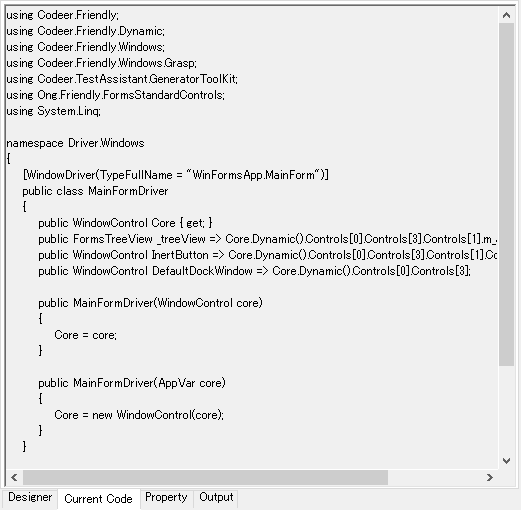 using Codeer.Friendly;
using Codeer.Friendly.Dynamic;
using Codeer.Friendly.Windows;
using Codeer.Friendly.Windows.Grasp;
using Codeer.TestAssistant.GeneratorToolKit;
using Ong.Friendly.FormsStandardControls;
using System.Linq;

namespace Driver.Windows
{
    [WindowDriver(TypeFullName = "WinFormsApp.MainForm")]
    public class MainFormDriver
    {
        public WindowControl Core { get; }
        public FormsTreeView _treeView => Core.Dynamic().Controls[0].Controls[3].Controls[1].m_
        public WindowControl InertButton => Core.Dynamic().Controls[0].Controls[3].Controls[1].Co
        public WindowControl DefaultDockWindow => Core.Dynamic().Controls[0].Controls[3];

        public MainFormDriver(WindowControl core)
        {
            Core = core;
        }

        public MainFormDriver(AppVar core)
        {
            Core = new WindowControl(core);
        }
    }
Designer Current Code Property Output